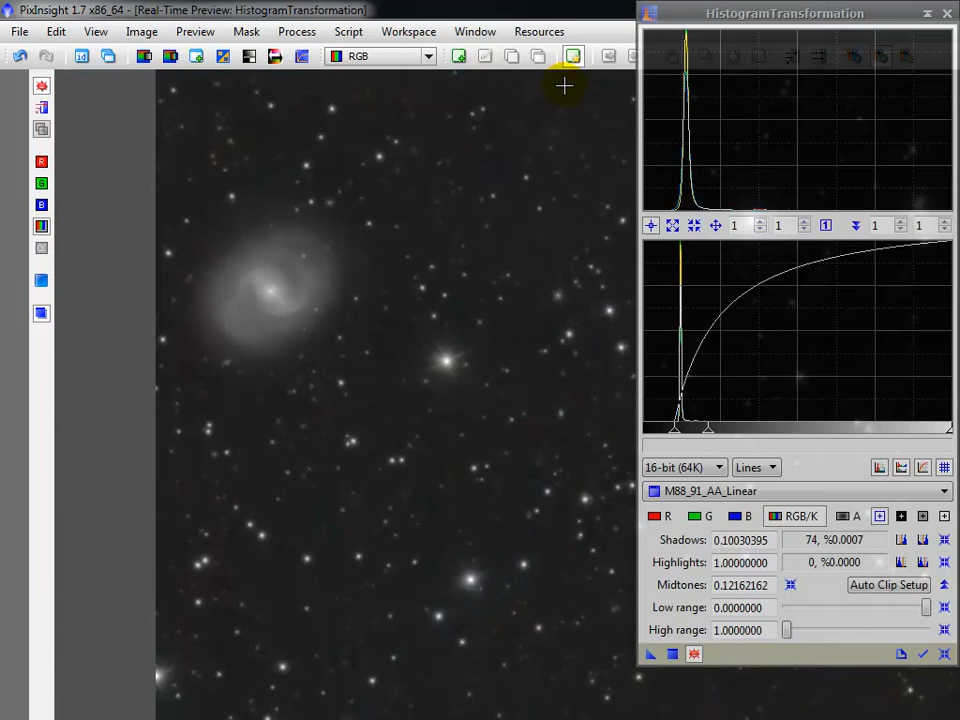 PixInsight 1.7 x86_64 - [Real-Time Preview: HistogramTransformation]
HistogramTransformation
File Edit View Image Preview Mask Process Script Workspace Window Resources
1d RGB
R
G
B
1 1 1 1 1
16-bit (64K) Lines
M88_91_AA_Linear
R G B RGB/K A
Shadows: 0.10030395 74, %0.0007
Highlights: 1.00000000 0, %0.0000
Midtones: 0.12162162 Auto Clip Setup
Low range: 0.0000000
High range: 1.0000000